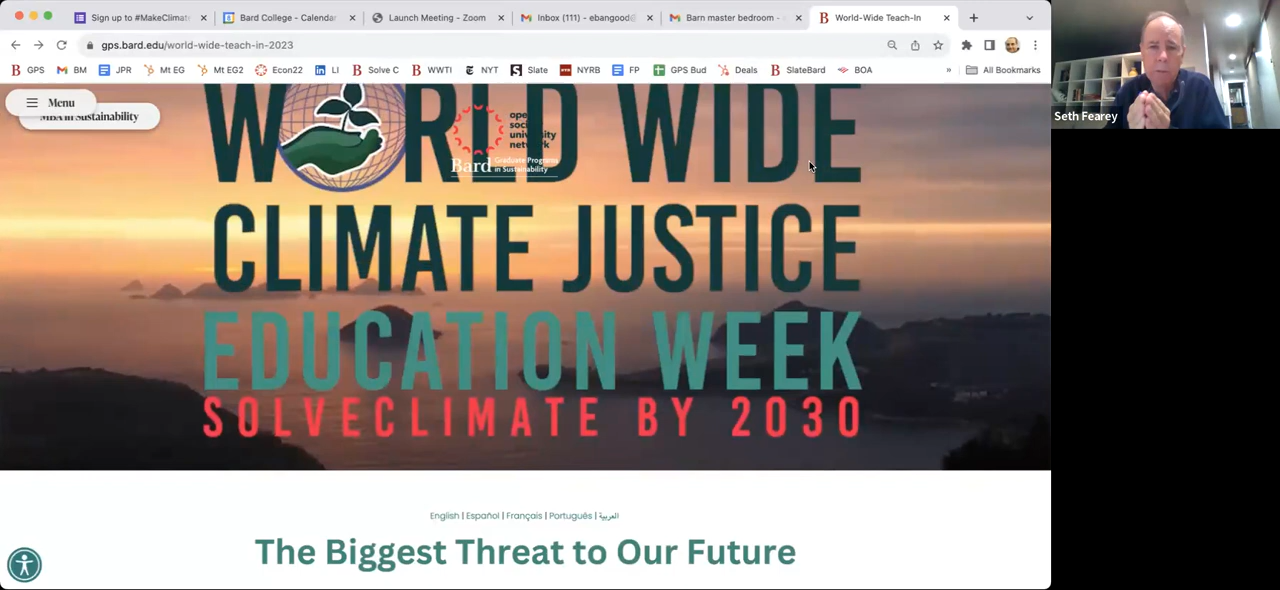 Sign up to #MakeClimat
Bard College - Calenda
Launch Meeting - Zoom
Inbox (111) - ebangood@
Barn master bedroom -
World-Wide Teach-In
gps.bard.edu/world-wide-teach-in-2023
GPS
BM
JPR
Mt EG
Mt EG2
Econ22
LI
Solve C
WWTI
NYT
Slate
NYRB
FP
GPS Bud
Deals
SlateBard
BOA
»
All Bookmarks
Menu
MBA in Sustainability
WORLD WIDE
open
society
university
network
Bard Graduate Programs
in Sustainability
CLIMATE JUSTICE
EDUCATION WEEK
SOLVECLIMATE BY 2030
English | Español | Français | Português | العربية
The Biggest Threat to Our Future
Seth Fearey